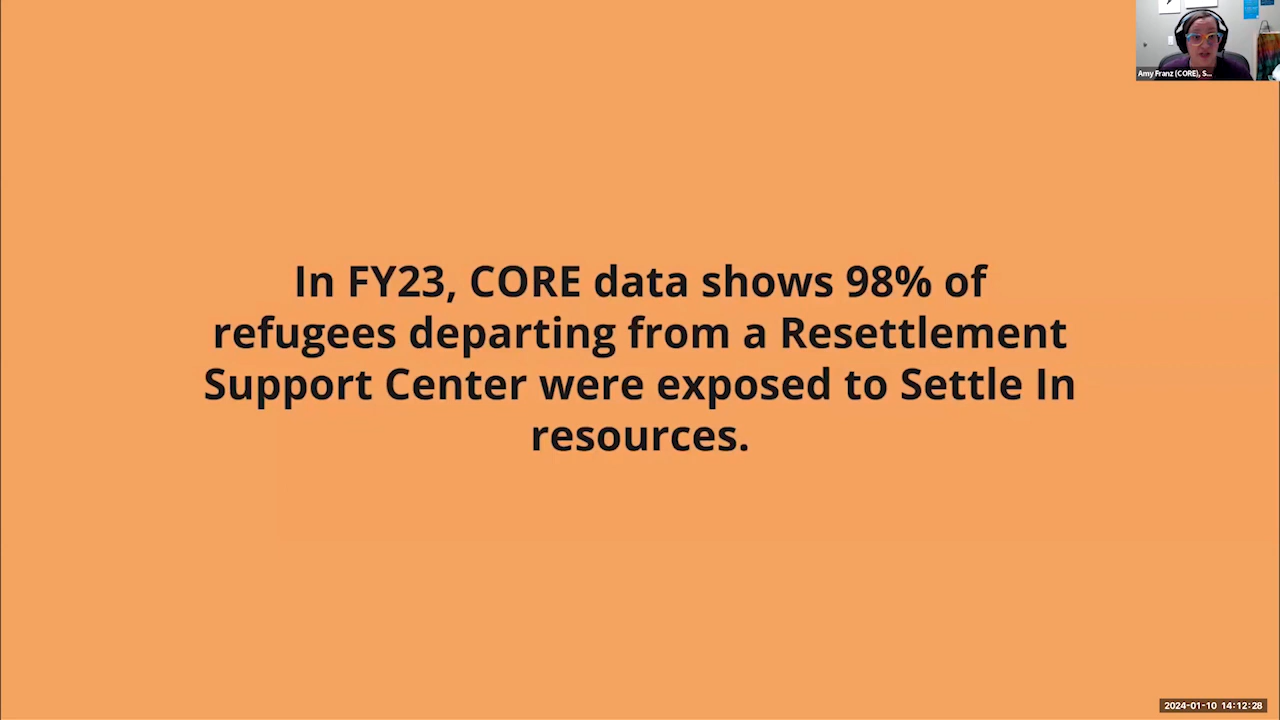 Amy Franz (CORE), S...
In FY23, CORE data shows 98% of
refugees departing from a Resettlement
Support Center were exposed to Settle In
resources.
2024-01-10 14:12:28